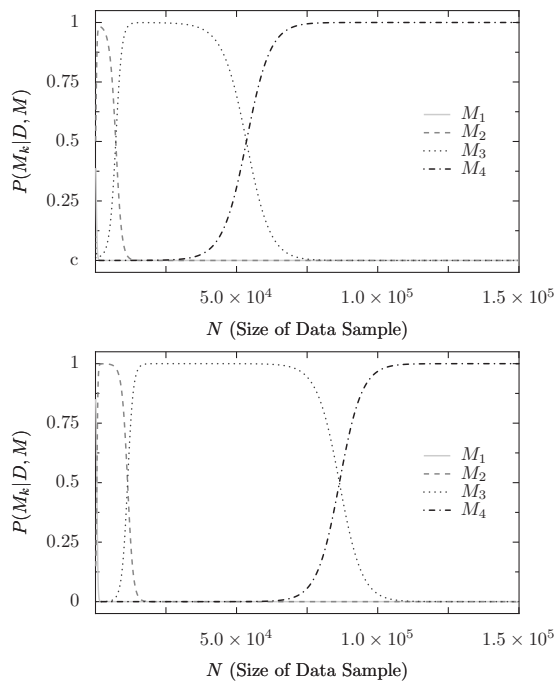 1
0.75
0.5
0.25
c
P(M_k|D, M)
M_1
M_2
M_3
M_4
5.0 × 10^4
1.0 × 10^5
1.5 × 10^5
N (Size of Data Sample)
1
0.75
0.5
0.25
0
P(M_k|D, M)
M_1
M_2
M_3
M_4
5.0 × 10^4
1.0 × 10^5
1.5 × 10^5
N (Size of Data Sample)